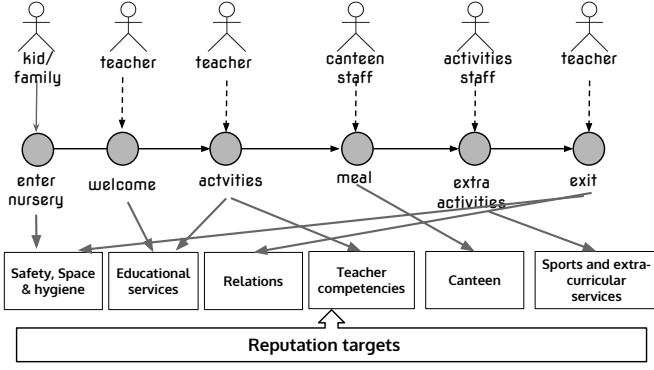 kid/
family
teacher
teacher
canteen
staff
activities
staff
teacher
enter
nursery
welcome
actvities
meal
extra
activities
exit
Safety, Space
& hygiene
Educational
services
Relations
Teacher
competencies
Canteen
Sports and extra-
curricular
services
Reputation targets